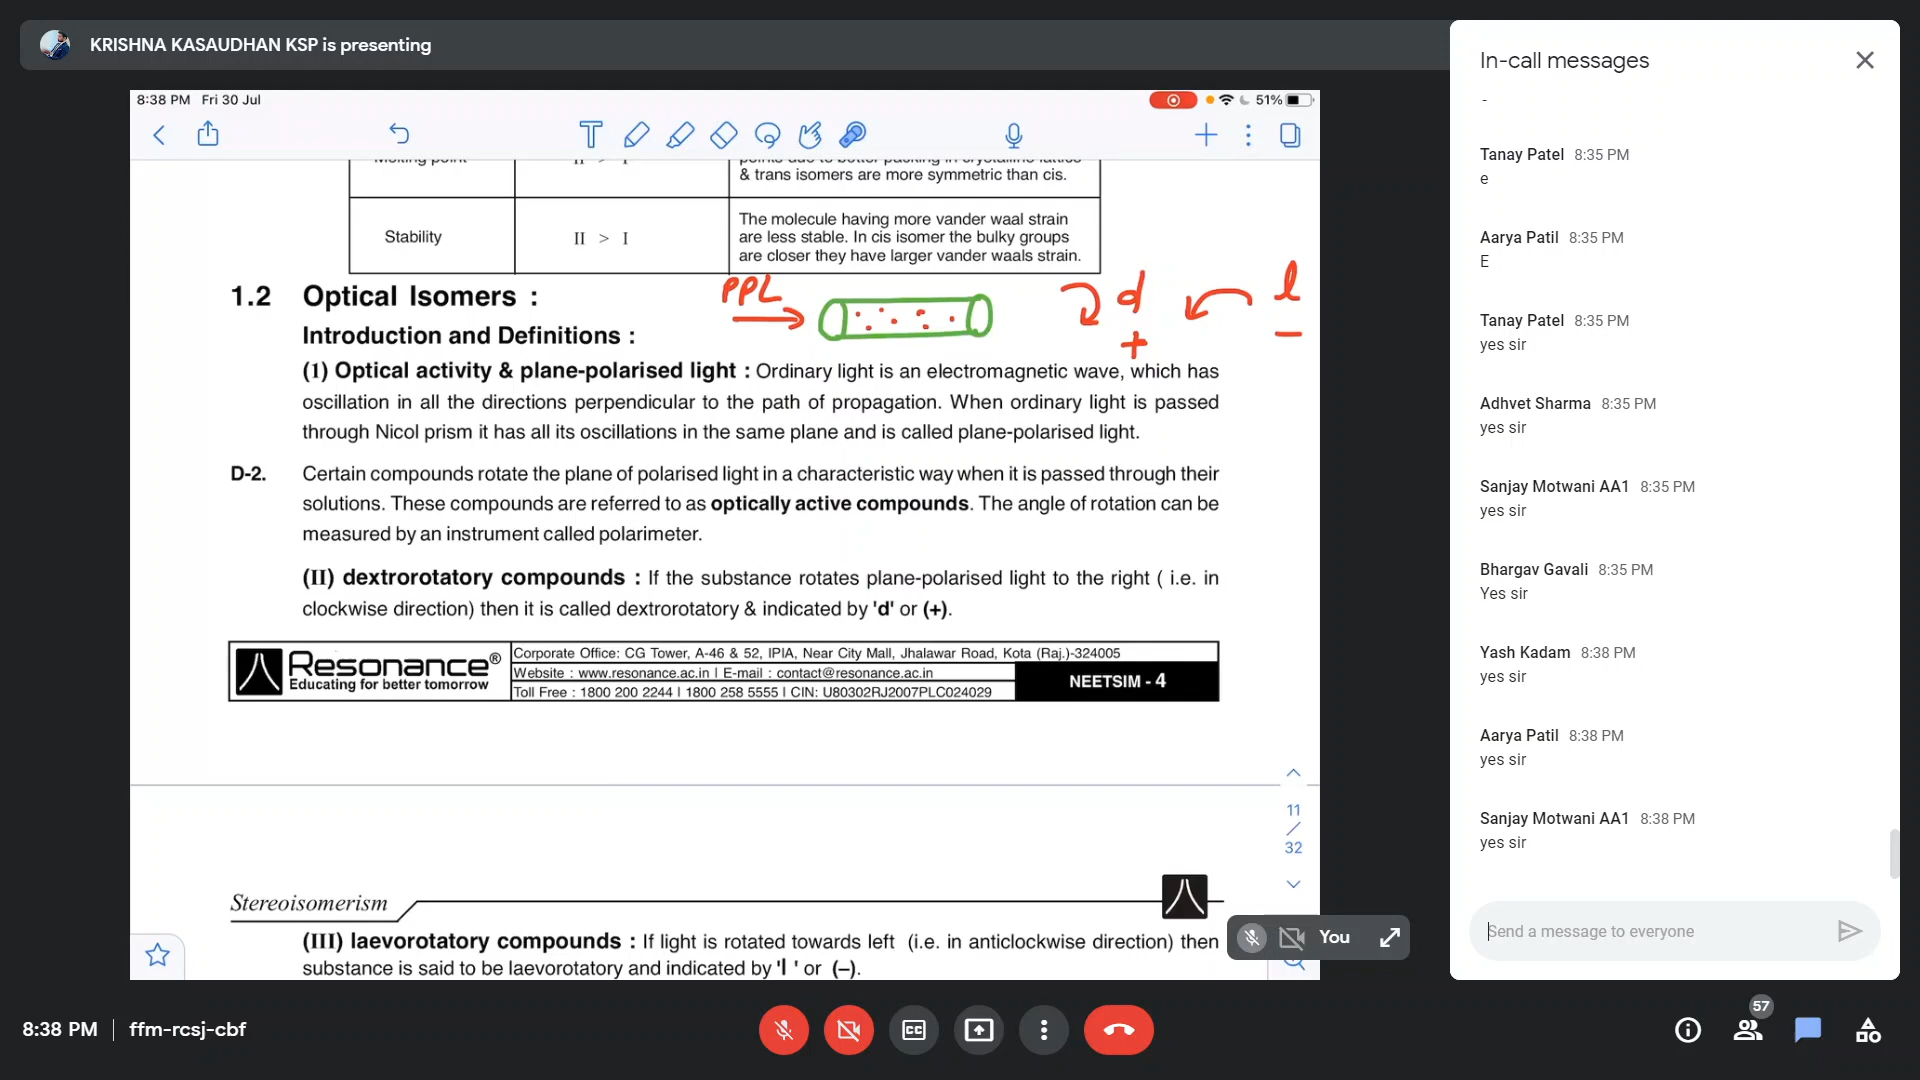 KRISHNA KASAUDHAN KSP is presenting
8:38 PM Fri 30 Jul
51%
Melting point
II > I
points due to better packing in crystalline lattice
& trans isomers are more symmetric than cis.
Stability
II > I
The molecule having more vander waal strain
are less stable. In cis isomer the bulky groups
are closer they have larger vander waals strain.
1.2 Optical Isomers :
PPL
d
l
+
–
Introduction and Definitions :
(1) Optical activity & plane-polarised light : Ordinary light is an electromagnetic wave, which has
oscillation in all the directions perpendicular to the path of propagation. When ordinary light is passed
through Nicol prism it has all its oscillations in the same plane and is called plane-polarised light.
D-2. Certain compounds rotate the plane of polarised light in a characteristic way when it is passed through their
solutions. These compounds are referred to as optically active compounds. The angle of rotation can be
measured by an instrument called polarimeter.
(II) dextrorotatory compounds : If the substance rotates plane-polarised light to the right ( i.e. in
clockwise direction) then it is called dextrorotatory & indicated by 'd' or (+).
Resonance®
Educating for better tomorrow
Corporate Office: CG Tower, A-46 & 52, IPIA, Near City Mall, Jhalawar Road, Kota (Raj.)-324005
Website : www.resonance.ac.in | E-mail : contact@resonance.ac.in
Toll Free : 1800 200 2244 | 1800 258 5555 | CIN: U80302RJ2007PLC024029
NEETSIM - 4
11
/
32
Stereoisomerism
(III) laevorotatory compounds : If light is rotated towards left (i.e. in anticlockwise direction) then
substance is said to be laevorotatory and indicated by 'l ' or (–).
You
In-call messages
-
Tanay Patel 8:35 PM
e
Aarya Patil 8:35 PM
E
Tanay Patel 8:35 PM
yes sir
Adhvet Sharma 8:35 PM
yes sir
Sanjay Motwani AA1 8:35 PM
yes sir
Bhargav Gavali 8:35 PM
Yes sir
Yash Kadam 8:38 PM
yes sir
Aarya Patil 8:38 PM
yes sir
Sanjay Motwani AA1 8:38 PM
yes sir
Send a message to everyone
8:38 PM | ffm-rcsj-cbf
CC
57